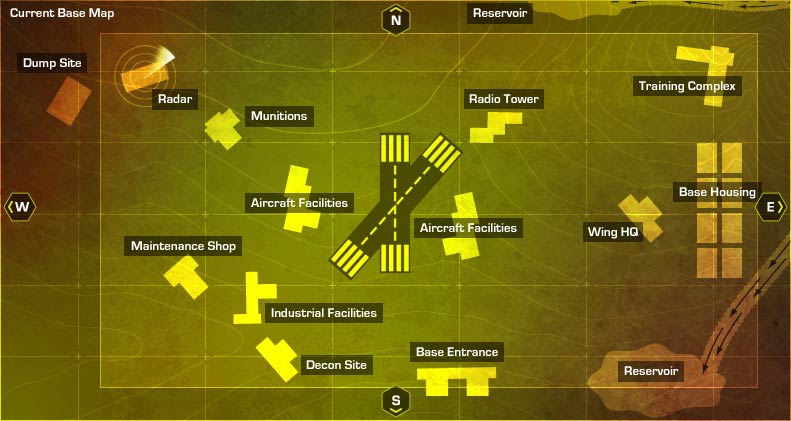 Current Base Map
N
Reservoir
Dump Site
Radar
Training Complex
Radio Tower
Munitions
Base Housing
W
Aircraft Facilities
E
Aircraft Facilities
Wing HQ
Maintenance Shop
Industrial Facilities
Base Entrance
Decon Site
Reservoir
S